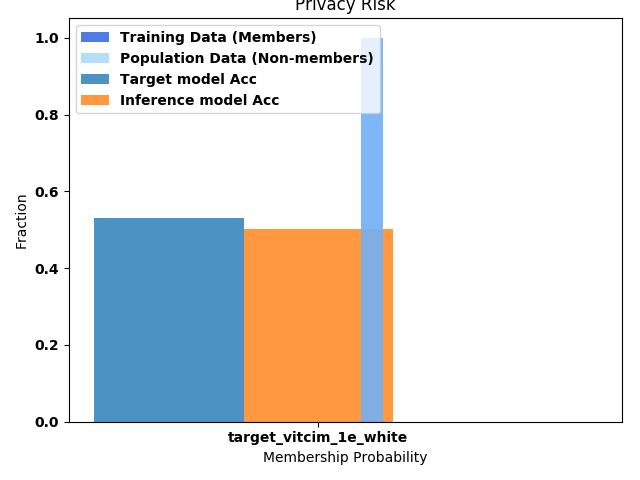 Privacy Risk
Training Data (Members)
Population Data (Non-members)
Target model Acc
Inference model Acc
1.0
0.8
0.6
0.4
0.2
0.0
Fraction
target_vitcim_1e_white
Membership Probability